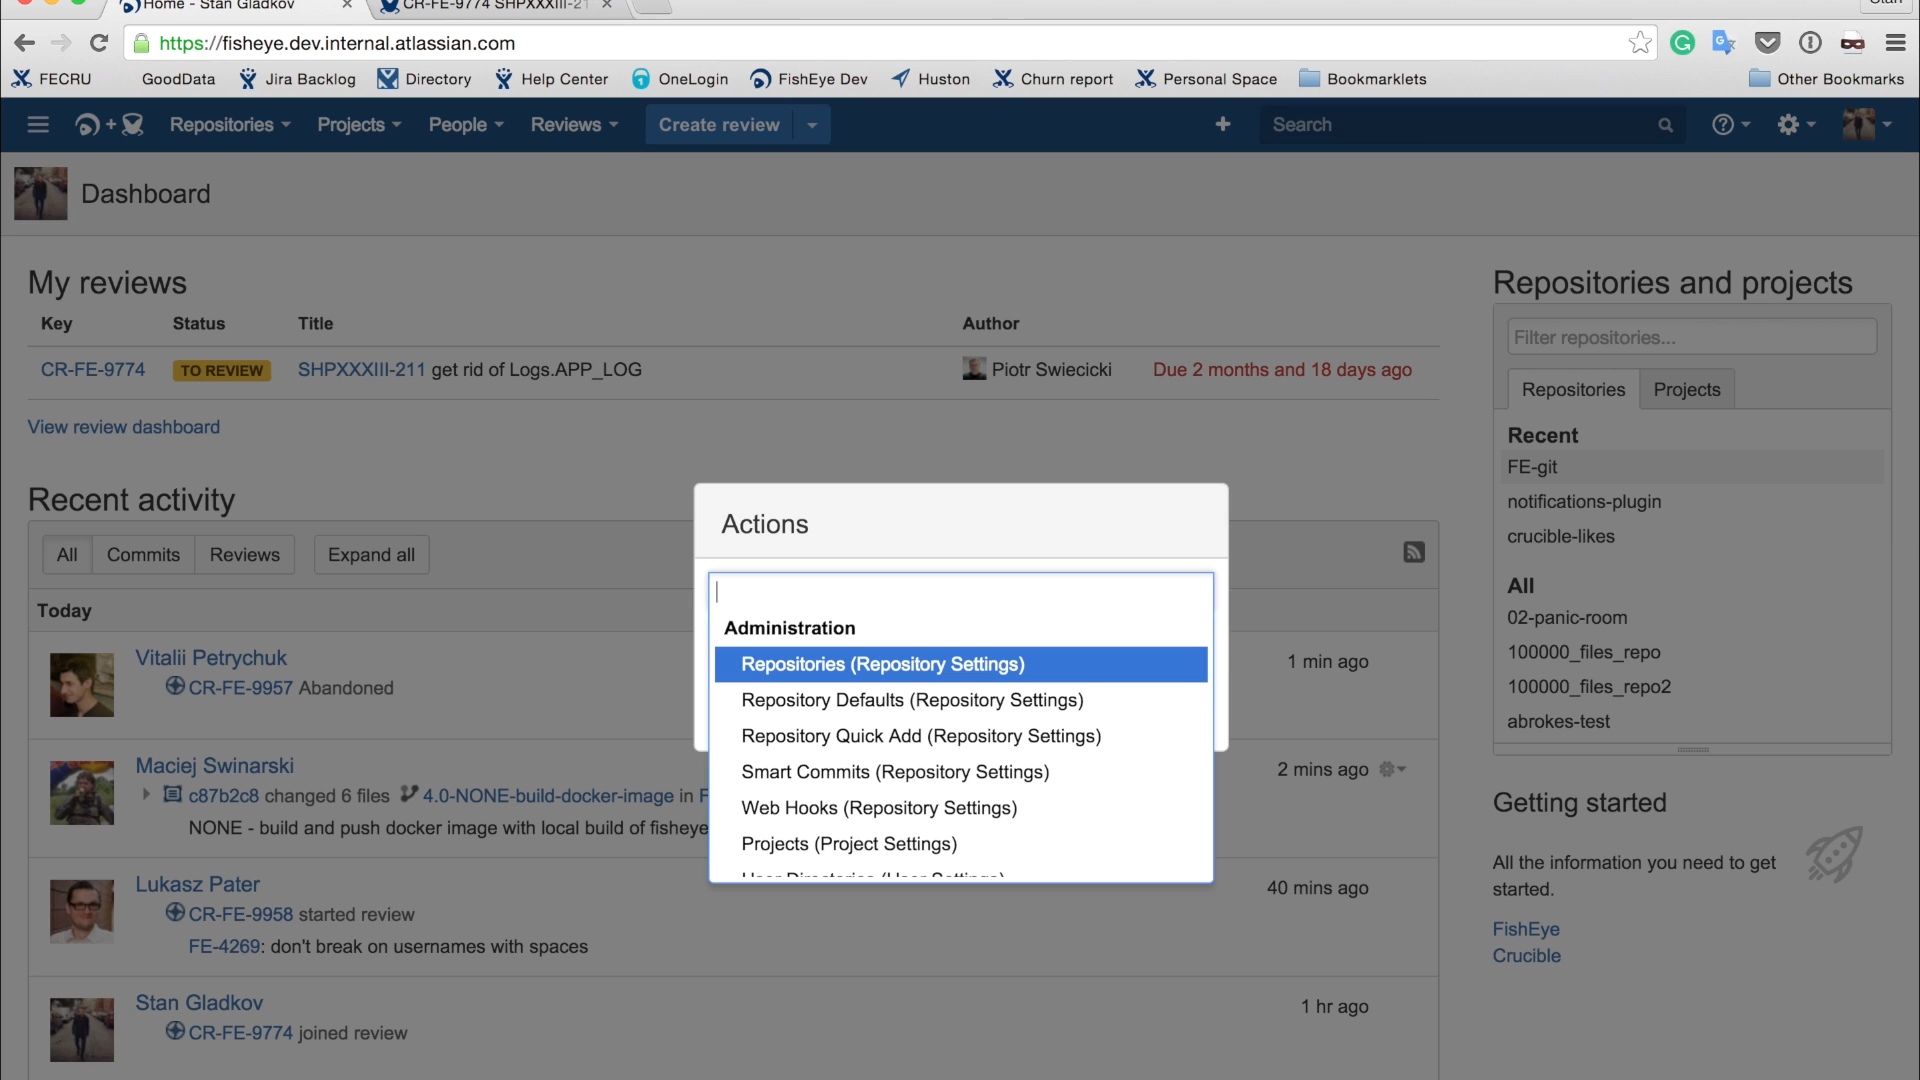 Home - Stan Gladkov
CR-FE-9774 SHPXXXIII-21
https://fisheye.dev.internal.atlassian.com
FECRU GoodData Jira Backlog Directory Help Center OneLogin FishEye Dev Huston Churn report Personal Space Bookmarklets Other Bookmarks
Repositories Projects People Reviews Create review + Search
Dashboard
My reviews
Key Status Title Author
CR-FE-9774 TO REVIEW SHPXXXIII-211 get rid of Logs.APP_LOG Piotr Swiecicki Due 2 months and 18 days ago
View review dashboard
Recent activity
All Commits Reviews Expand all
Today
Vitalii Petrychuk
CR-FE-9957 Abandoned
1 min ago
Maciej Swinarski
c87b2c8 changed 6 files 4.0-NONE-build-docker-image in F
NONE - build and push docker image with local build of fisheye
2 mins ago
Lukasz Pater
CR-FE-9958 started review
FE-4269: don't break on usernames with spaces
40 mins ago
Stan Gladkov
CR-FE-9774 joined review
1 hr ago
Actions
Administration
Repositories (Repository Settings)
Repository Defaults (Repository Settings)
Repository Quick Add (Repository Settings)
Smart Commits (Repository Settings)
Web Hooks (Repository Settings)
Projects (Project Settings)
User Directories (User Settings)
Repositories and projects
Filter repositories...
Repositories Projects
Recent
FE-git
notifications-plugin
crucible-likes
All
02-panic-room
100000_files_repo
100000_files_repo2
abrokes-test
Getting started
All the information you need to get
started.
FishEye
Crucible